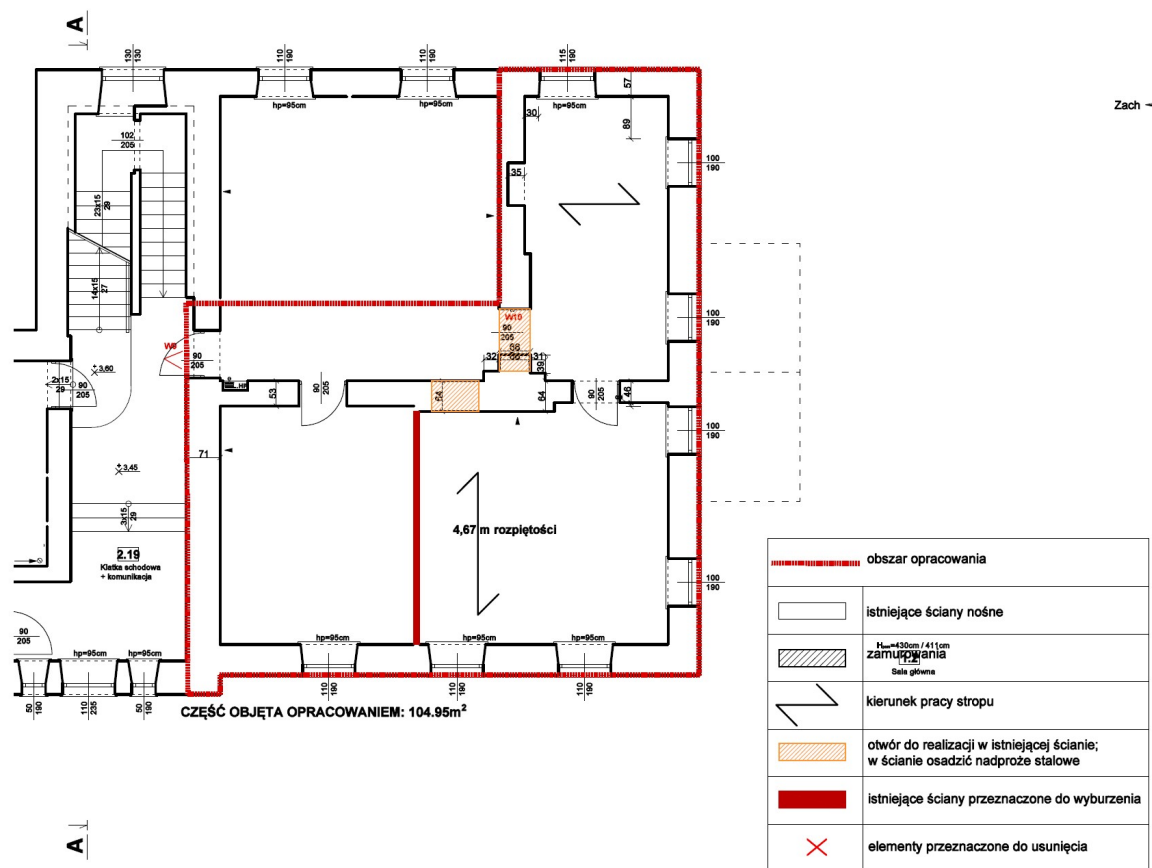 A
130
130
110
190
110
190
115
190
hp=95cm
hp=95cm
hp=95cm
57
30
89
Zach
102
205
35
100
190
23x15
29
14x15
27
W10
90
205
100
190
W9
90
205
68
32
31
39
+ 3,60
2x15
29
90
205
HP
53
90
205
64
64
90
205
46
100
190
71
+ 3,45
4,67 m rozpiętości
3x15
29
2.19
Klatka schodowa
+ komunikacja
100
190
90
205
hp=95cm
hp=95cm
hp=95cm
hp=95cm
hp=95cm
50
190
110
235
50
190
110
190
110
190
110
190
CZĘŚĆ OBJĘTA OPRACOWANIEM: 104.95m²
A
obszar opracowania
istniejące ściany nośne
=430cm / 411cm
zamurowania
Sala główna
kierunek pracy stropu
otwór do realizacji w istniejącej ścianie;
w ścianie osadzić nadproże stalowe
istniejące ściany przeznaczone do wyburzenia
elementy przeznaczone do usunięcia